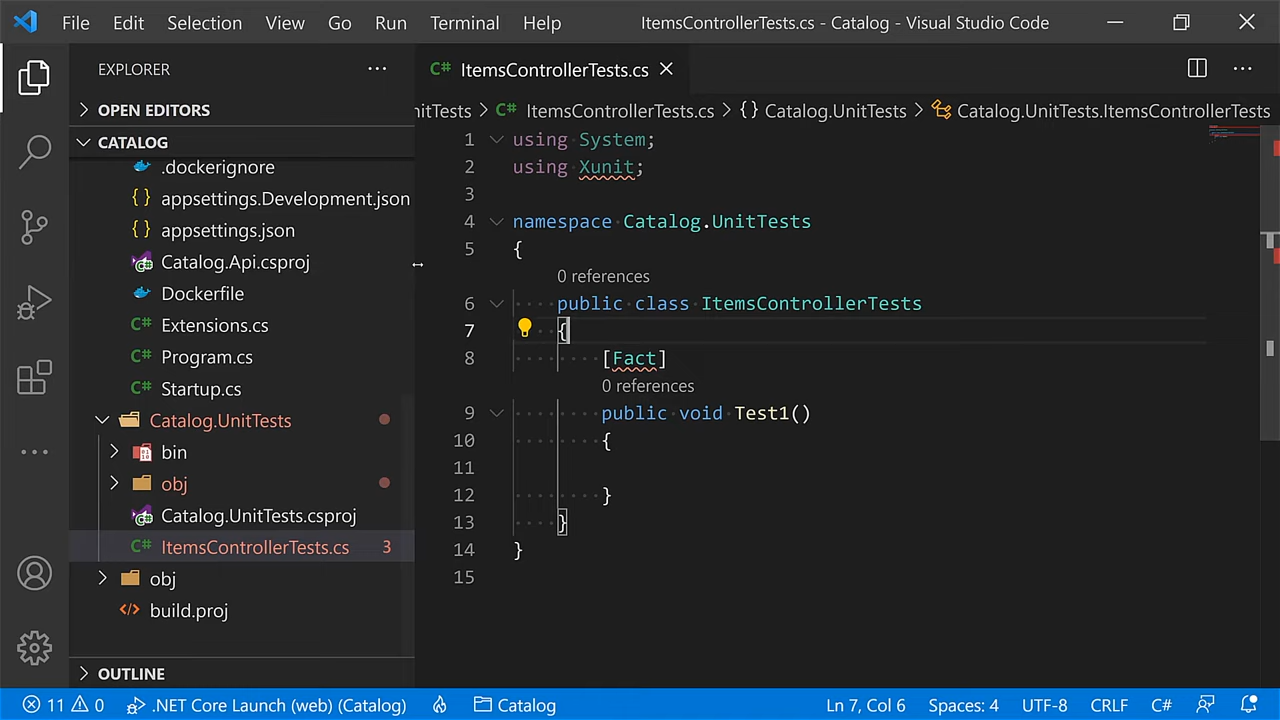 File Edit Selection View Go Run Terminal Help ItemsControllerTests.cs - Catalog - Visual Studio Code
EXPLORER
OPEN EDITORS
CATALOG
.dockerignore
appsettings.Development.json
appsettings.json
Catalog.Api.csproj
Dockerfile
Extensions.cs
Program.cs
Startup.cs
Catalog.UnitTests
bin
obj
Catalog.UnitTests.csproj
ItemsControllerTests.cs 3
obj
build.proj
OUTLINE
C# ItemsControllerTests.cs
nitTests > C# ItemsControllerTests.cs > {} Catalog.UnitTests > Catalog.UnitTests.ItemsControllerTests
1 using System;
2 using Xunit;
3
4 namespace Catalog.UnitTests
5 {
0 references
6 public class ItemsControllerTests
7 {
8 [Fact]
0 references
9 public void Test1()
10 {
11
12 }
13 }
14 }
15
11 0 .NET Core Launch (web) (Catalog) Catalog Ln 7, Col 6 Spaces: 4 UTF-8 CRLF C#